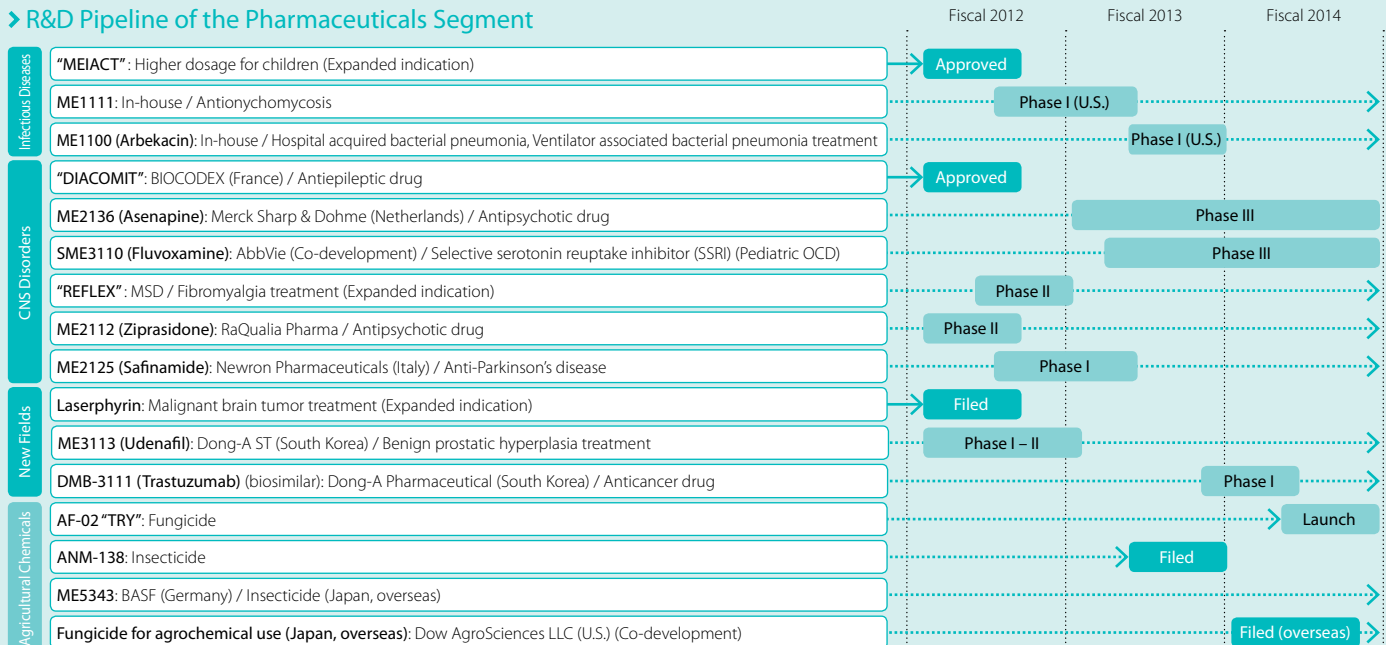 R&D Pipeline of the Pharmaceuticals Segment
Fiscal 2012 Fiscal 2013 Fiscal 2014
Infectious Diseases
"MEIACT": Higher dosage for children (Expanded indication) Approved
ME1111: In-house / Antionychomycosis Phase I (U.S.)
ME1100 (Arbekacin): In-house / Hospital acquired bacterial pneumonia, Ventilator associated bacterial pneumonia treatment Phase I (U.S.)
CNS Disorders
"DIACOMIT": BIOCODEX (France) / Antiepileptic drug Approved
ME2136 (Asenapine): Merck Sharp & Dohme (Netherlands) / Antipsychotic drug Phase III
SME3110 (Fluvoxamine): AbbVie (Co-development) / Selective serotonin reuptake inhibitor (SSRI) (Pediatric OCD) Phase III
"REFLEX": MSD / Fibromyalgia treatment (Expanded indication) Phase II
ME2112 (Ziprasidone): RaQualia Pharma / Antipsychotic drug Phase II
ME2125 (Safinamide): Newron Pharmaceuticals (Italy) / Anti-Parkinson's disease Phase I
New Fields
Laserphyrin: Malignant brain tumor treatment (Expanded indication) Filed
ME3113 (Udenafil): Dong-A ST (South Korea) / Benign prostatic hyperplasia treatment Phase I – II
DMB-3111 (Trastuzumab) (biosimilar): Dong-A Pharmaceutical (South Korea) / Anticancer drug Phase I
Agricultural Chemicals
AF-02 "TRY": Fungicide Launch
ANM-138: Insecticide Filed
ME5343: BASF (Germany) / Insecticide (Japan, overseas)
Fungicide for agrochemical use (Japan, overseas): Dow AgroSciences LLC (U.S.) (Co-development) Filed (overseas)